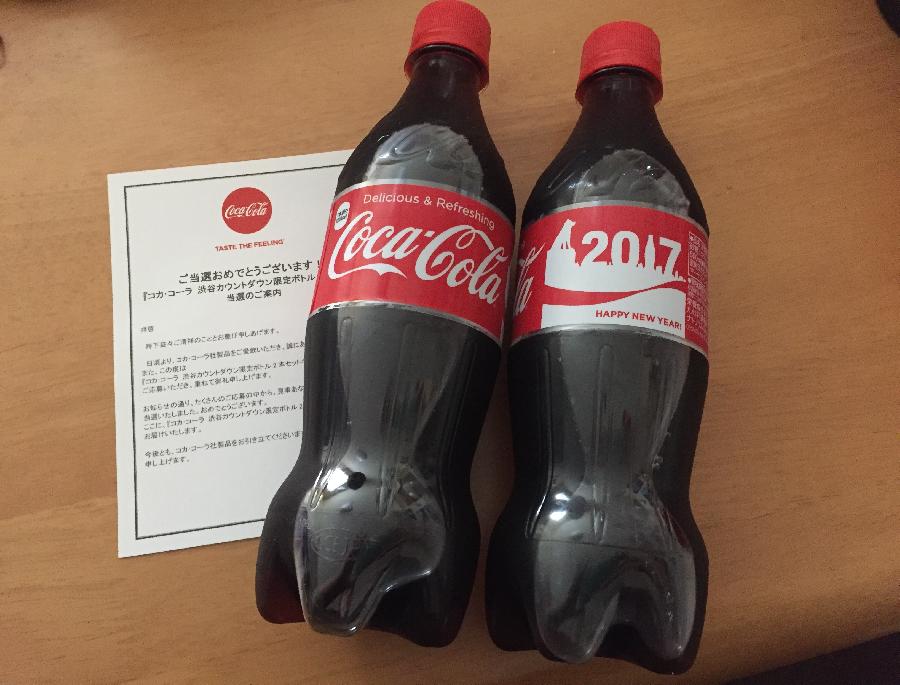 Coca-Cola
TASTE THE FEELING
ご当選おめでとうございます！
『コカ・コーラ 渋谷カウントダウン限定ボトル
当選のご案内
拝啓
時下益々ご清祥のこととお慶び申しあげます。
日頃より、コカ・コーラ社製品をご愛飲いただき、誠にあ
また、この度は
『コカ・コーラ 渋谷カウントダウン限定ボトル 2本セット
ご応募いただき、重ねて御礼申し上げます。
お知らせの通り、たくさんのご応募の中から、見事あな
当選いたしました。おめでとうございます。
ここに、『コカ・コーラ 渋谷カウントダウン限定ボトル 2
お届けいたします。
今後とも、コカ・コーラ社製品をお引き立てくださいま
申し上げます。
Delicious & Refreshing
Coca-Cola
2017
HAPPY NEW YEAR!